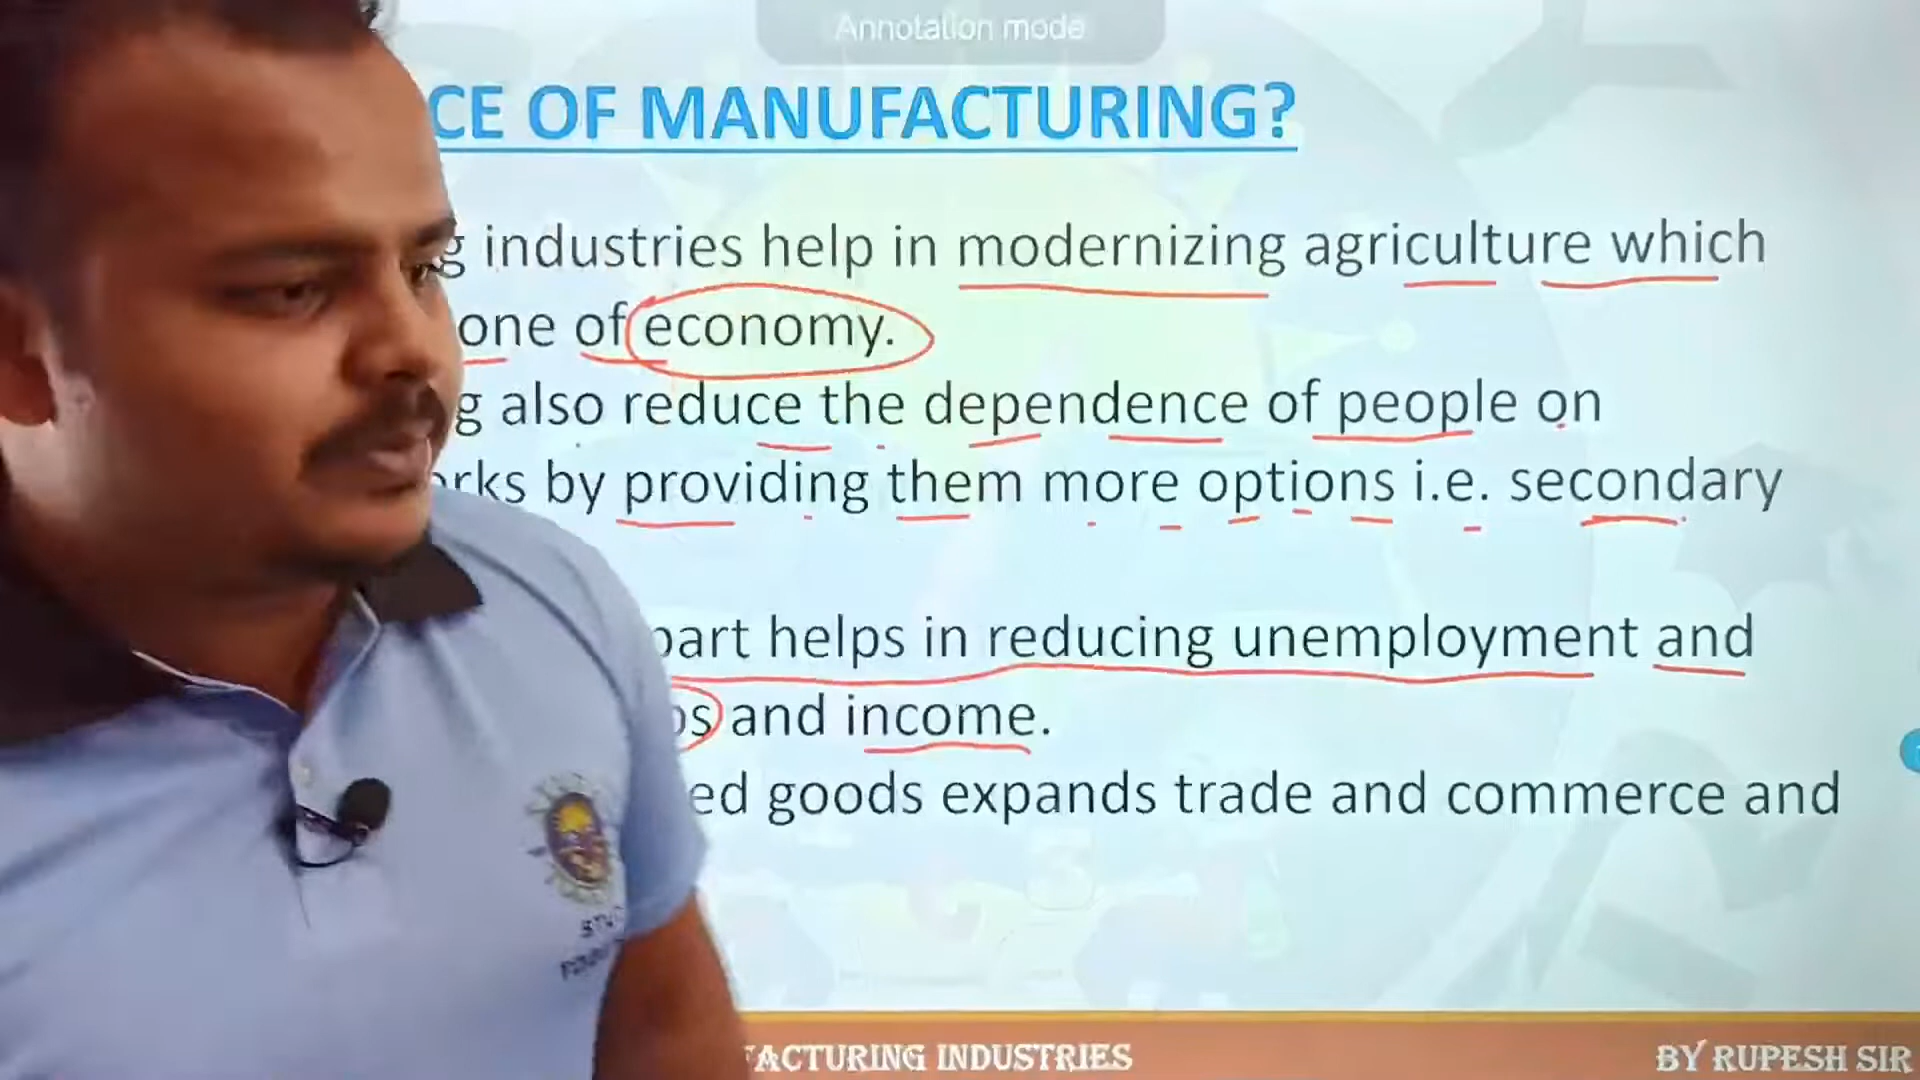 Annotation mode
CE OF MANUFACTURING?
g industries help in modernizing agriculture which
one of economy.
g also reduce the dependence of people on
rks by providing them more options i.e. secondary
part helps in reducing unemployment and
and income.
ed goods expands trade and commerce and
ACTURING INDUSTRIES
BY RUPESH SIR